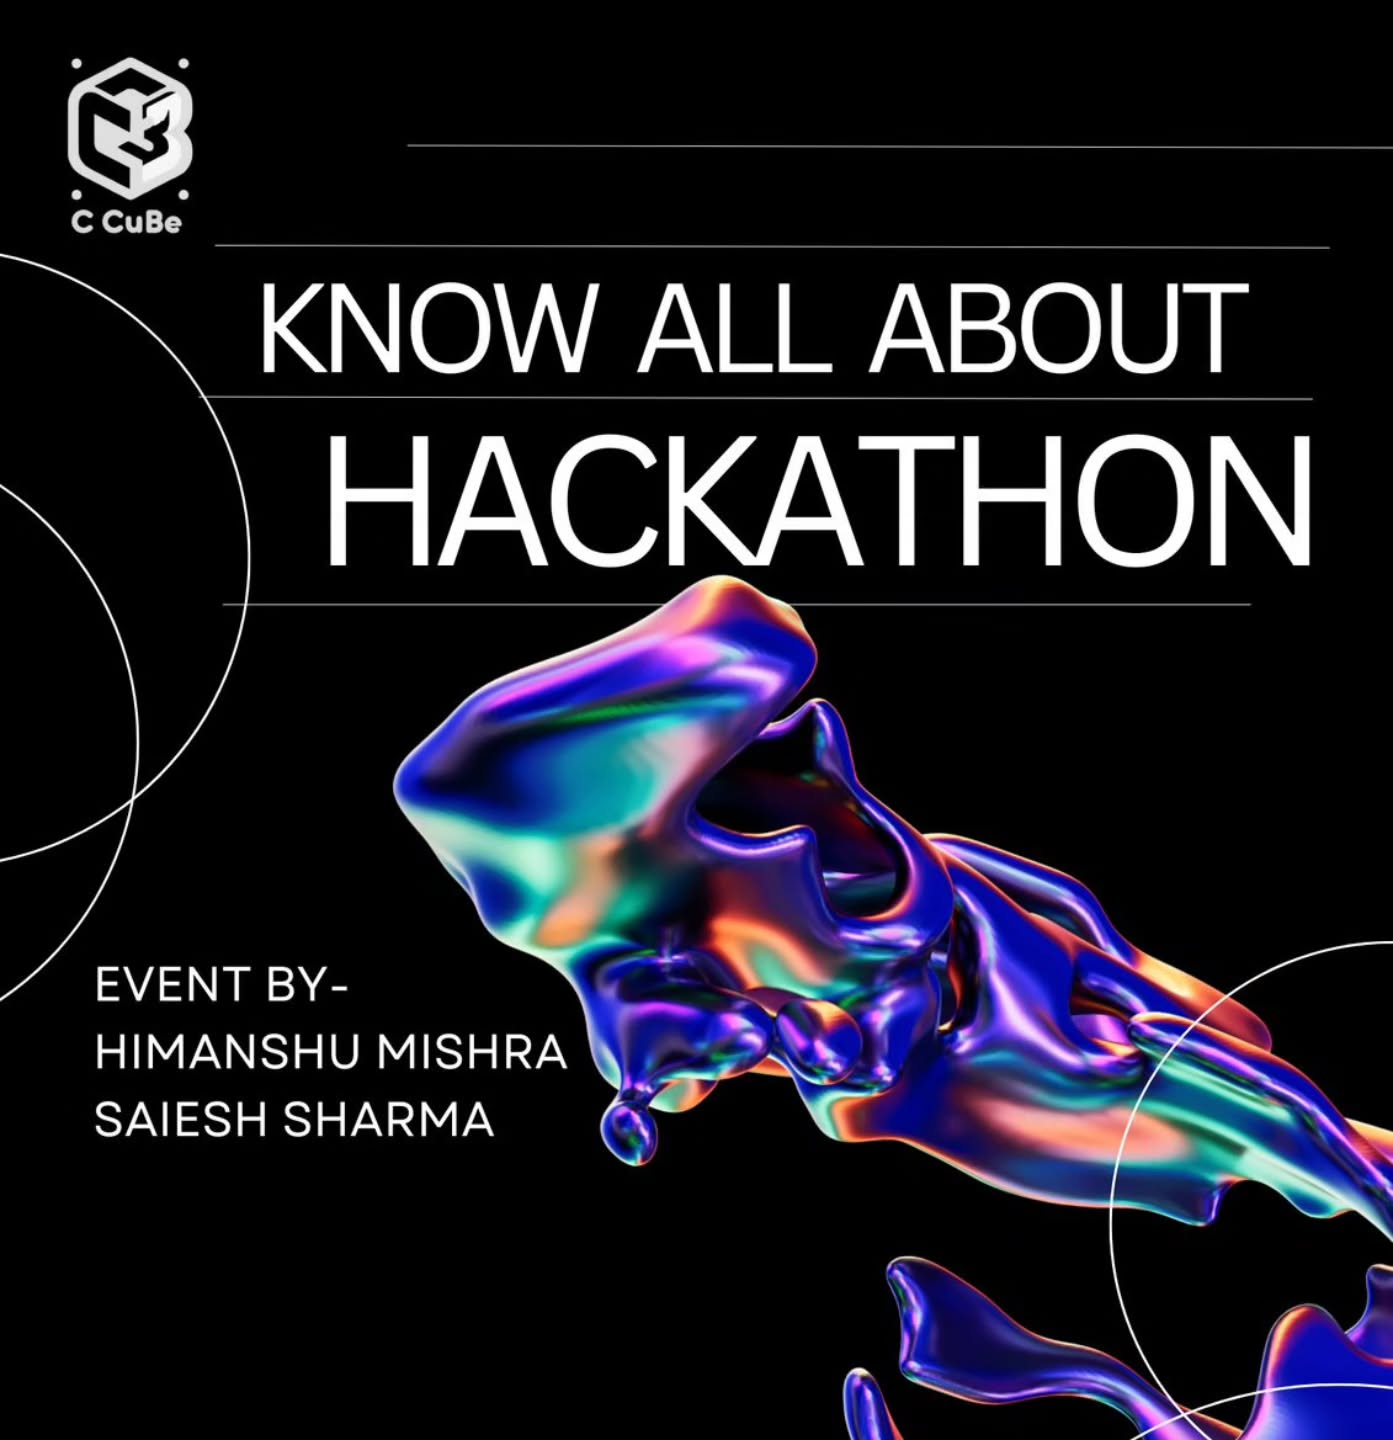 C CuBe
KNOW ALL ABOUT
HACKATHON
EVENT BY-
HIMANSHU MISHRA
SAIESH SHARMA